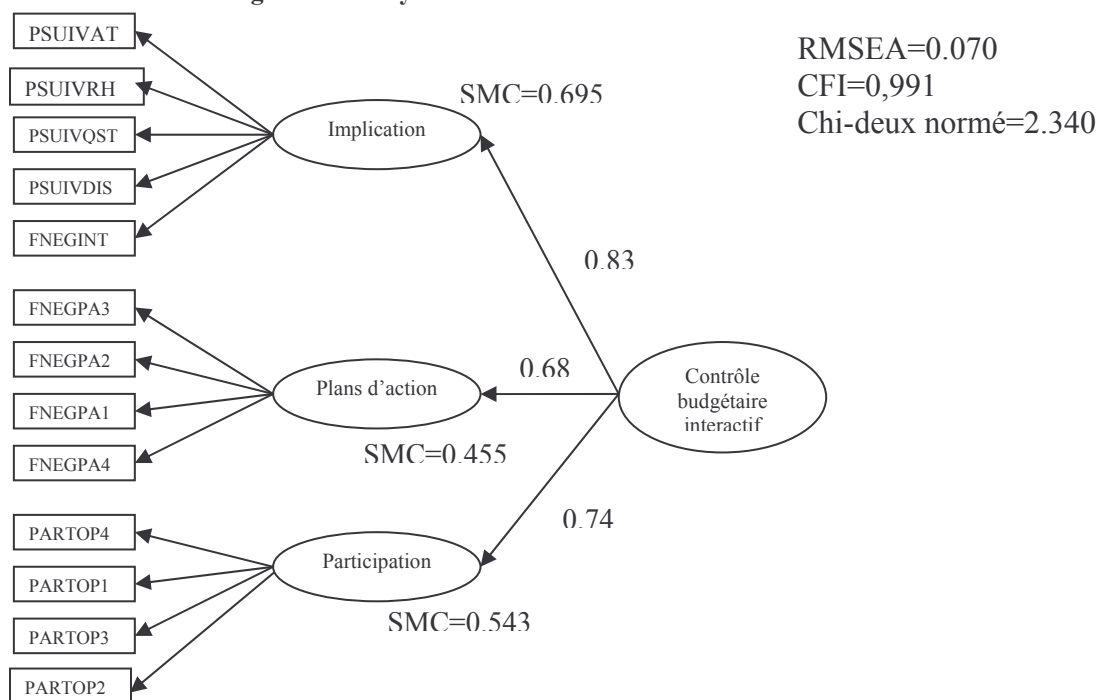 PSUIVAT
PSUIVRH
PSUIVQST
PSUIVDIS
FNEGINT
Implication
SMC=0.695
RMSEA=0.070
CFI=0,991
Chi-deux normé=2.340
0.83
FNEGPA3
FNEGPA2
FNEGPA1
FNEGPA4
Plans d’action
SMC=0.455
0.68
Contrôle
budgétaire
interactif
0.74
PARTOP4
PARTOP1
PARTOP3
PARTOP2
Participation
SMC=0.543